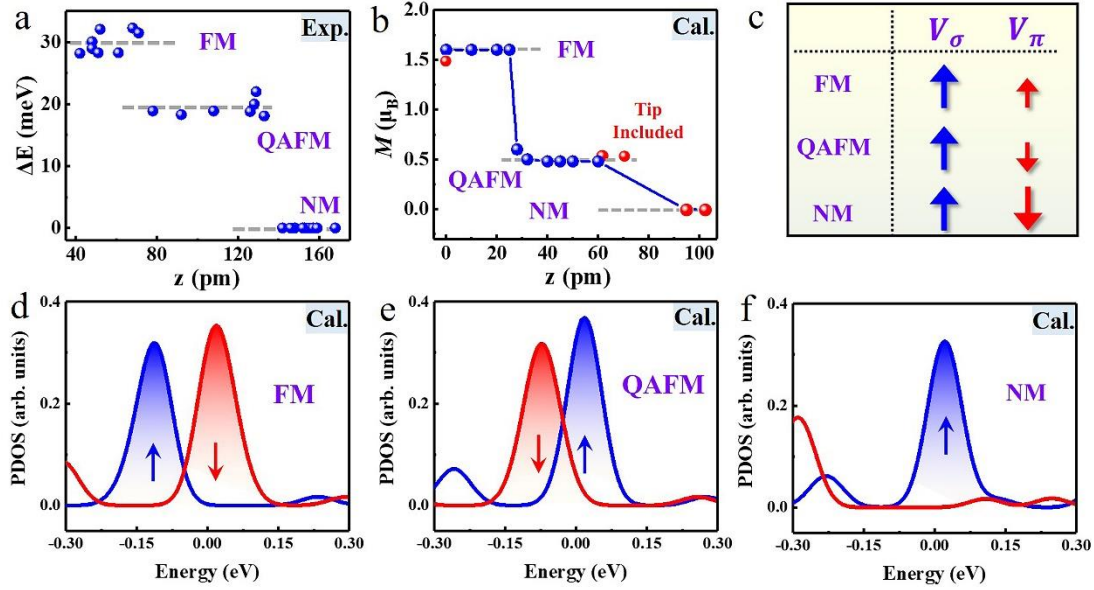 a
Exp.
FM
QAFM
NM
ΔE (meV)
30
20
10
0
40
80
120
160
z (pm)
b
Cal.
FM
Tip
Included
QAFM
NM
M (μB)
2.0
1.5
1.0
0.5
0.0
0
20
40
60
80
100
z (pm)
c
Vσ Vπ
FM
QAFM
NM
d
Cal.
FM
PDOS (arb. units)
0.4
0.2
0.0
-0.30 -0.15 0.00 0.15 0.30
Energy (eV)
e
Cal.
QAFM
PDOS (arb. units)
0.4
0.2
0.0
-0.30 -0.15 0.00 0.15 0.30
Energy (eV)
f
Cal.
NM
PDOS (arb. units)
0.4
0.2
0.0
-0.30 -0.15 0.00 0.15 0.30
Energy (eV)